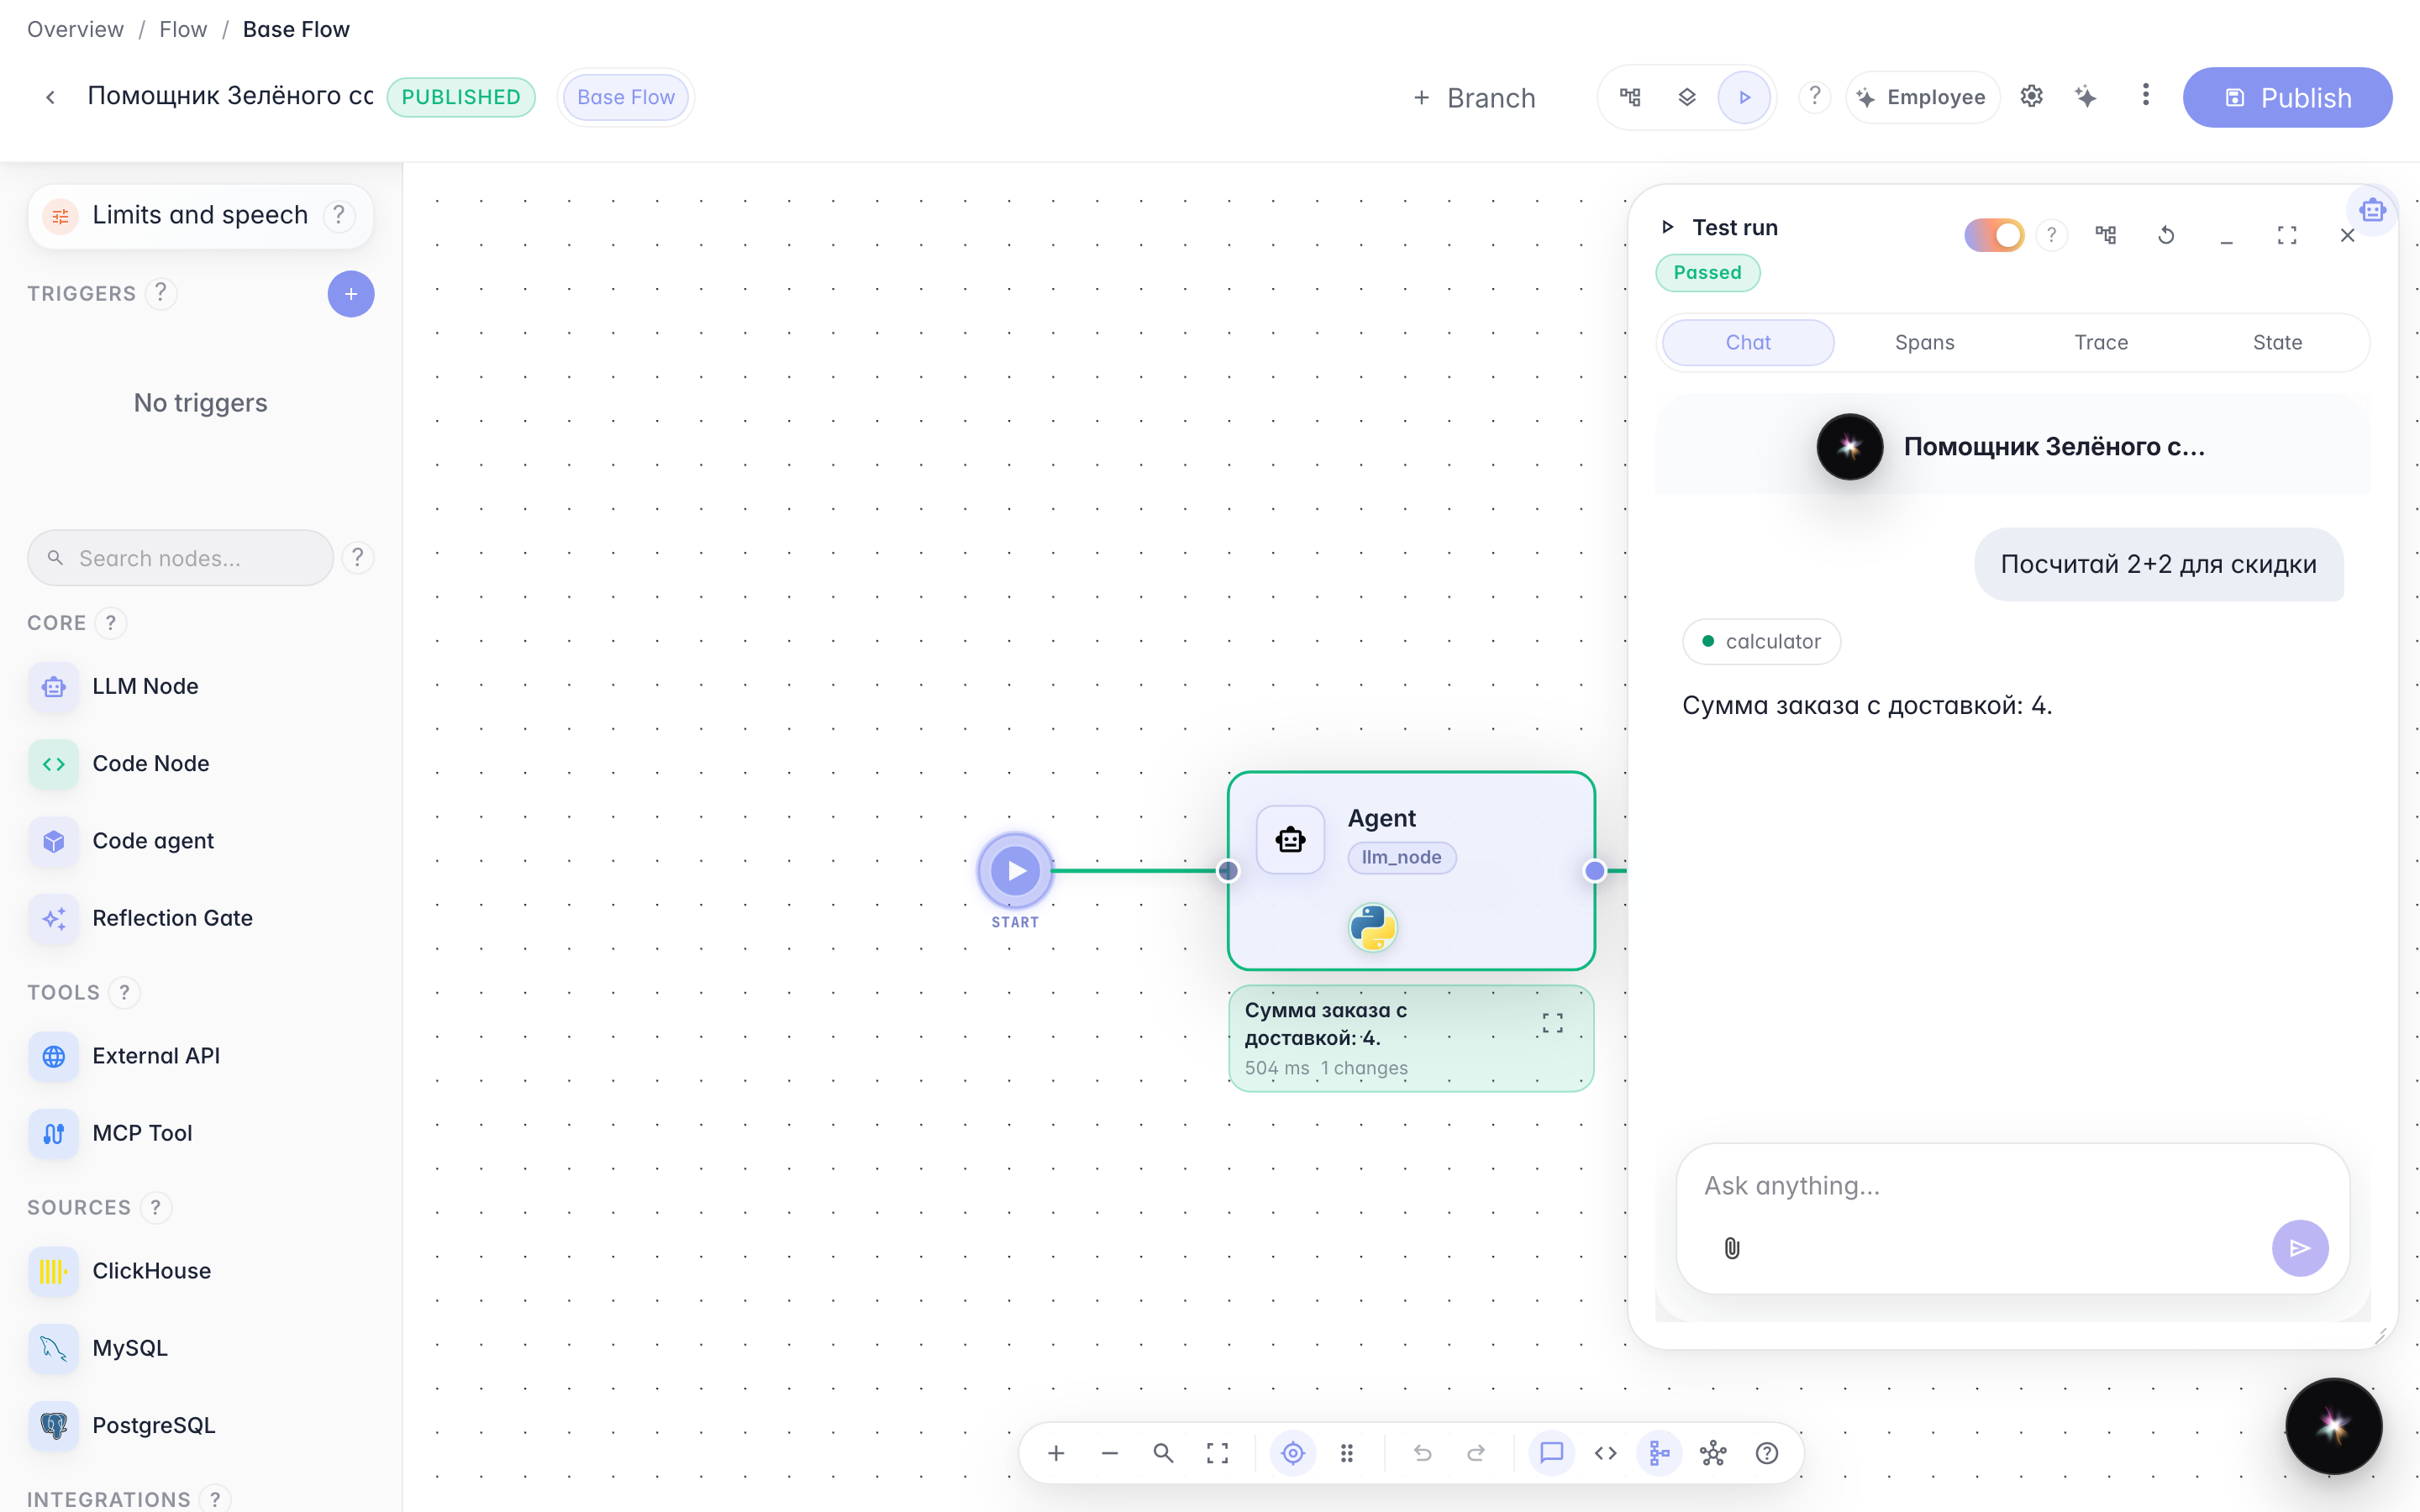 Overview / Flow / Base Flow
Помощник Зелёного сс
PUBLISHED
Base Flow
+ Branch
?
Employee
Publish
Limits and speech ?
TRIGGERS ?
+
No triggers
Search nodes... ?
CORE ?
LLM Node
Code Node
Code agent
Reflection Gate
TOOLS ?
External API
MCP Tool
SOURCES ?
ClickHouse
MySQL
PostgreSQL
INTEGRATIONS ?
START
Agent
llm_node
Сумма заказа с
доставкой: 4.
504 ms 1 changes
Test run
?
Passed
Chat
Spans
Trace
State
Помощник Зелёного с...
Посчитай 2+2 для скидки
calculator
Сумма заказа с доставкой: 4.
Ask anything...